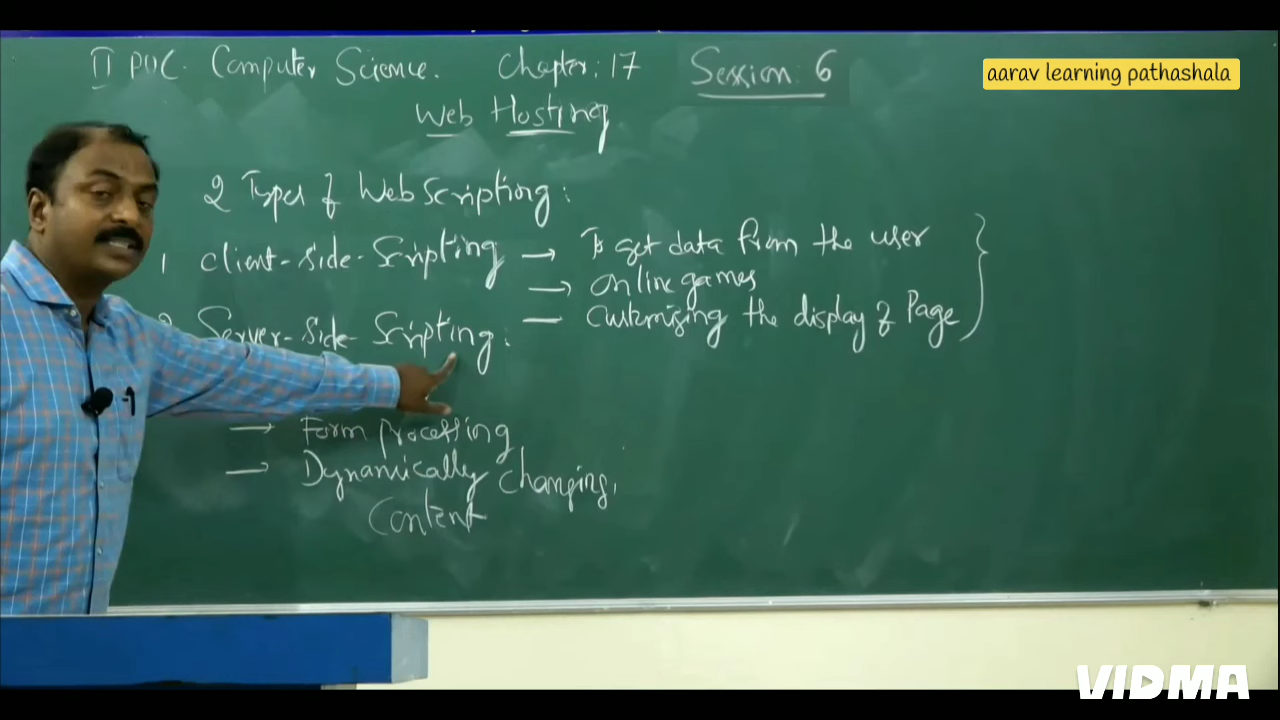 II PUC. Computer Science. Chapter: 17 Session: 6
aarav learning pathashala
Web Hosting
2 Types of Web Scripting:
1 Client-Side-Scripting → To get data from the user
→ online games
— Customizing the display of Page
2 Server-Side-Scripting:
→ Form processing
→ Dynamically changing
Content
VIDMA